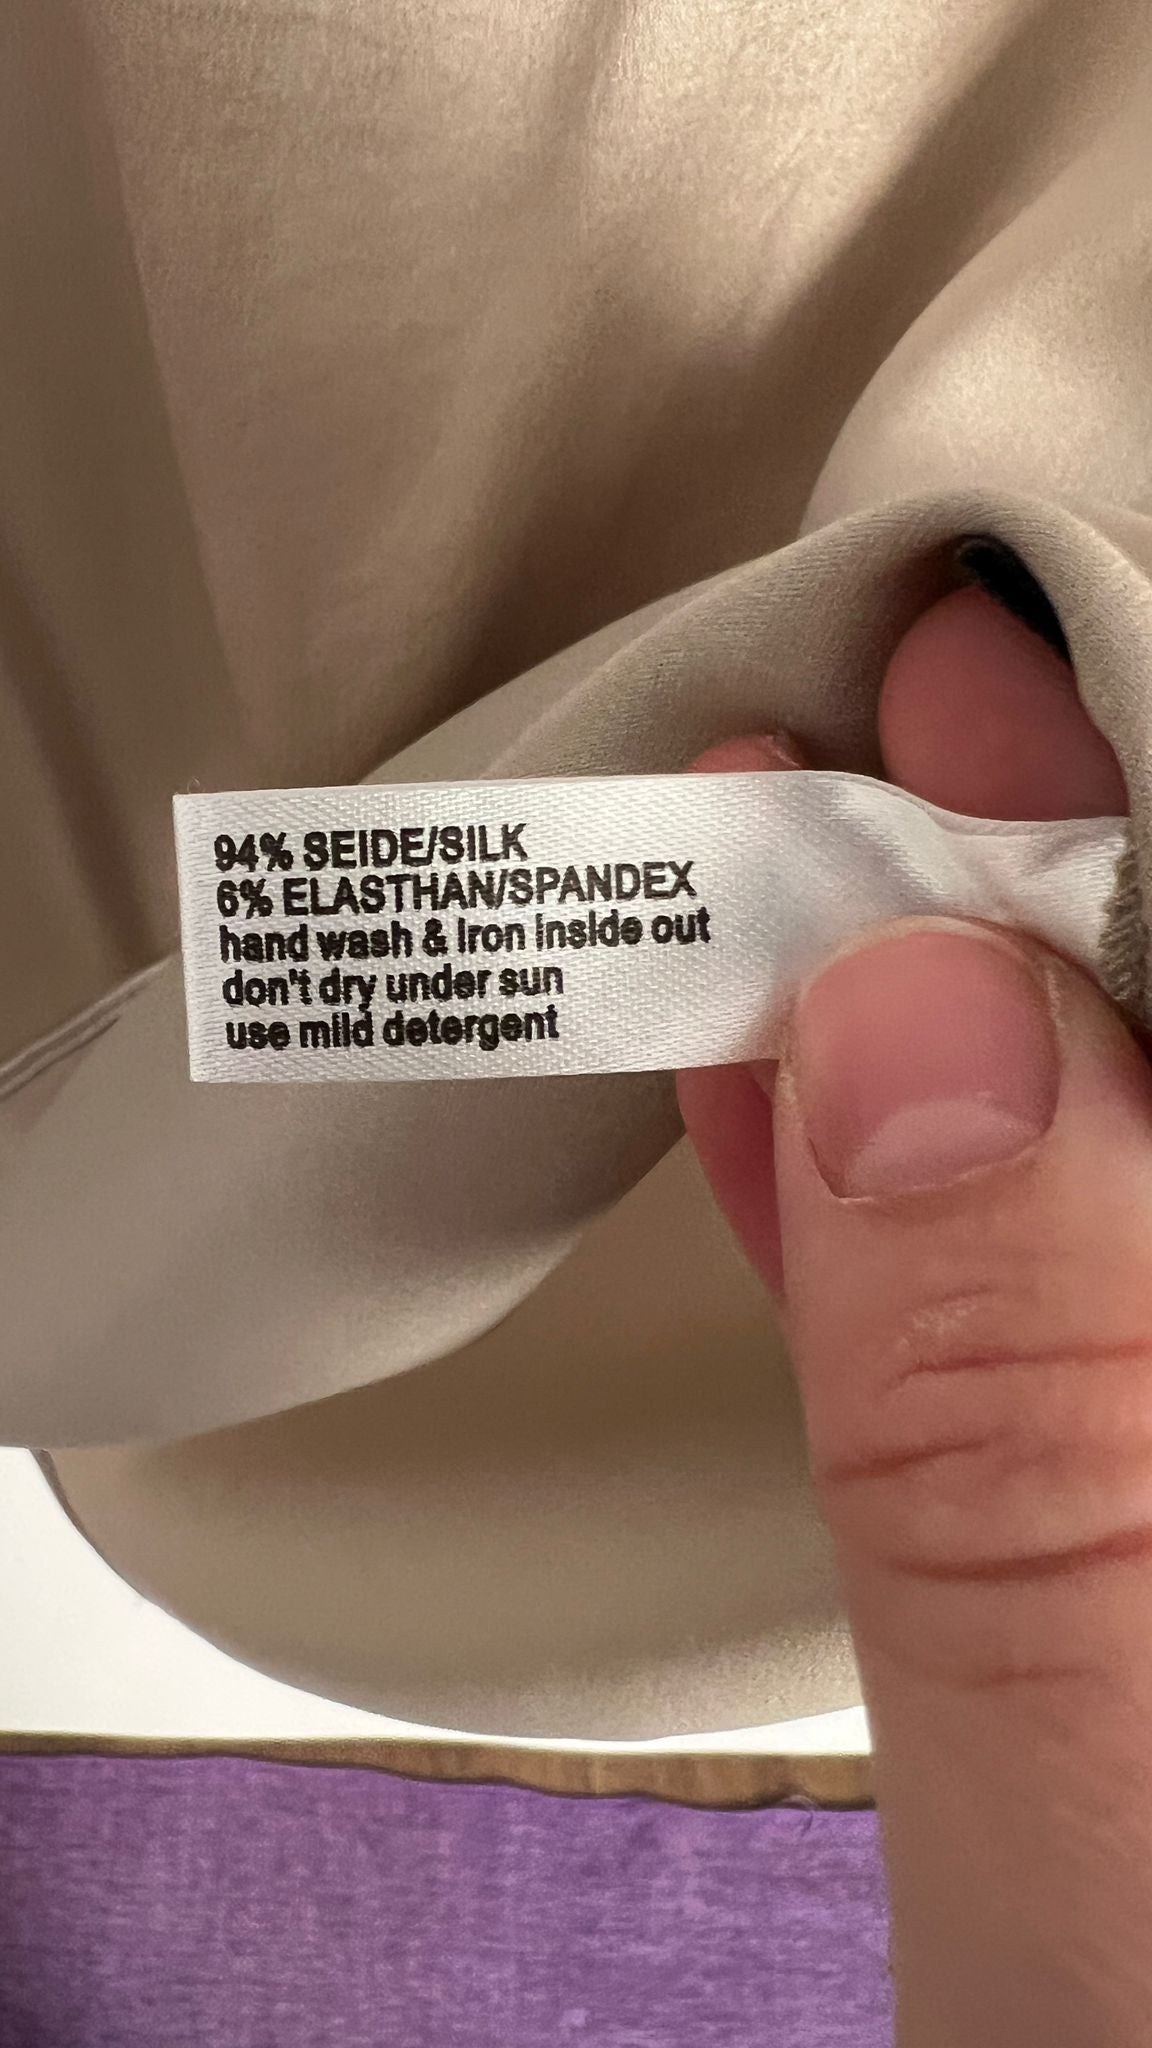 94% SEIDE/SILK
6% ELASTHAN/SPANDEX
hand wash & iron inside out
don't dry under sun
use mild detergent